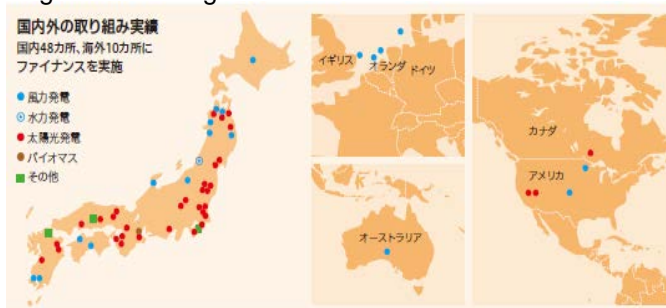 国内外の取り組み実績
国内48カ所、海外10カ所に
ファイナンスを実施
風力発電
水力発電
太陽光発電
バイオマス
その他
イギリス
オランダ
ドイツ
オーストラリア
カナダ
アメリカ